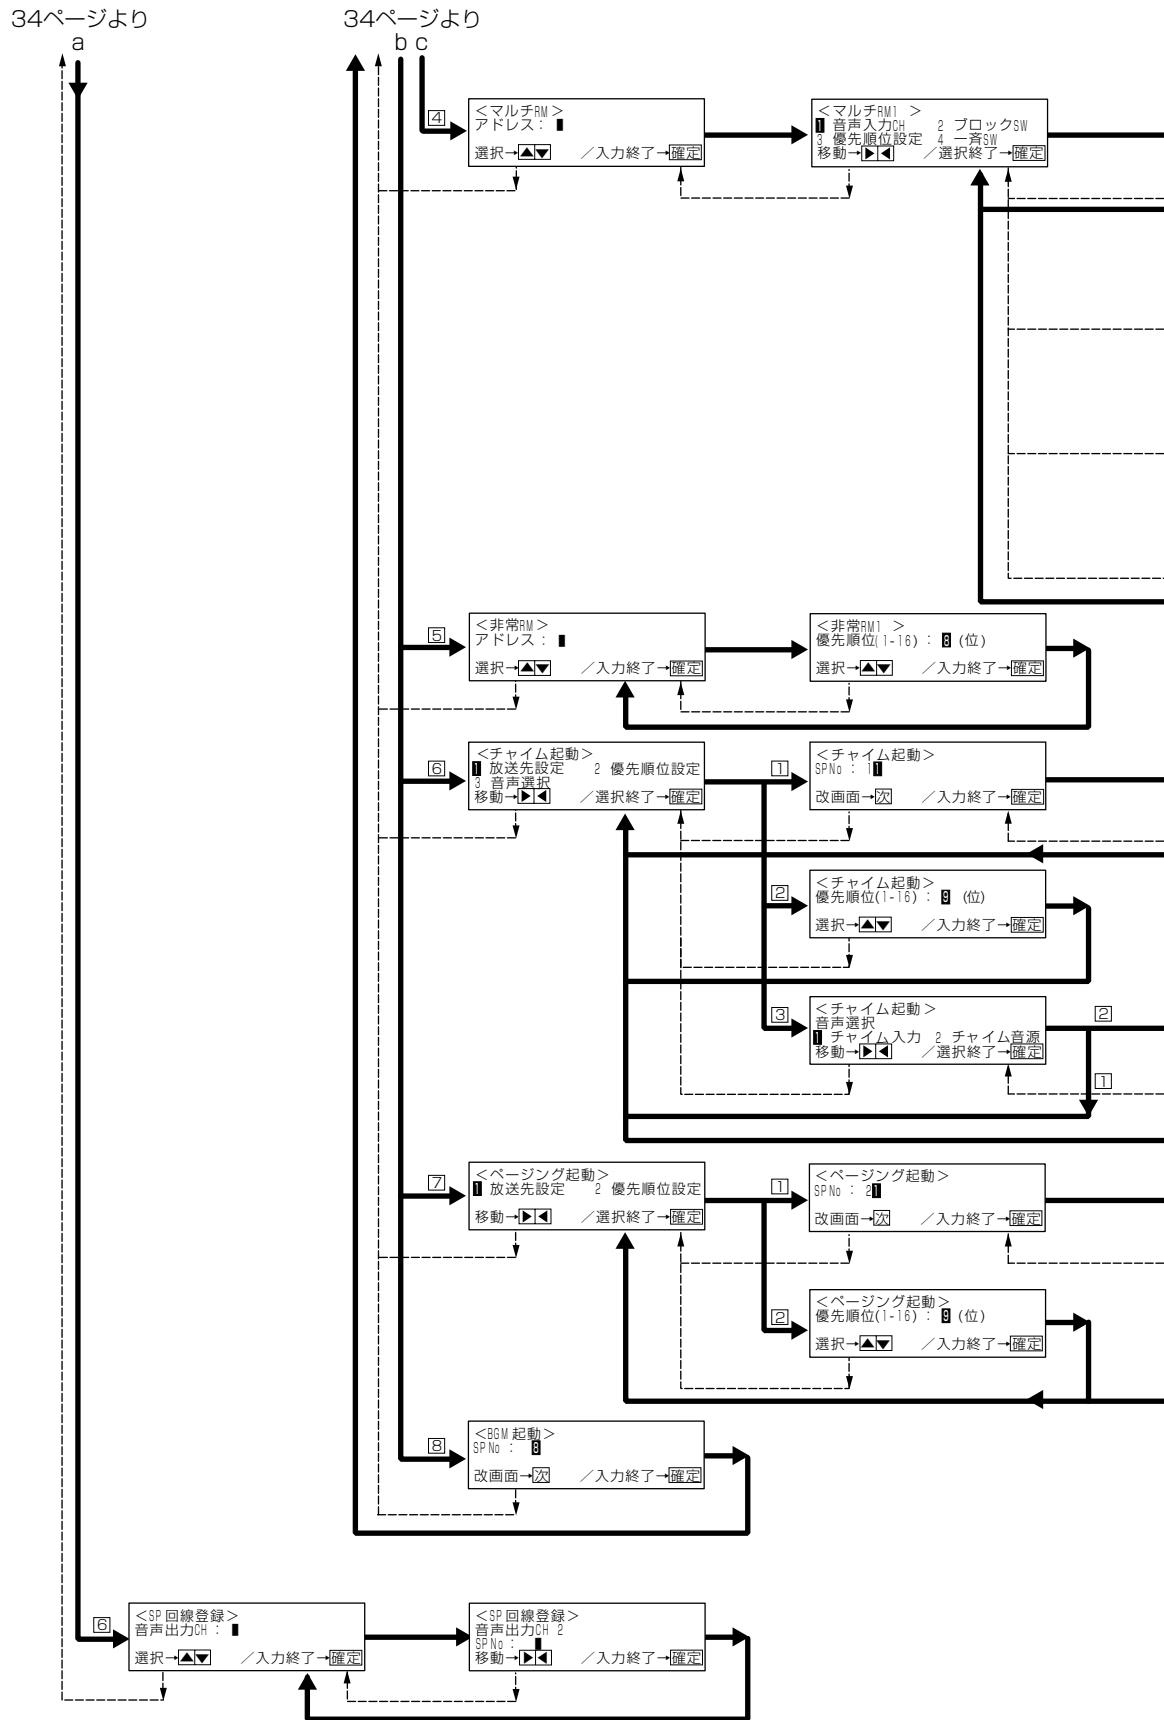 34ページより
a
34ページより
b c
4
＜マルチRM＞
アドレス：
選択→▲▼ ／入力終了→確定
＜マルチRM1 ＞
1 音声入力CH 2 ブロックSW
3 優先順位設定 4 一斉SW
移動→▶◀ ／選択終了→確定
5
＜非常RM＞
アドレス：
選択→▲▼ ／入力終了→確定
＜非常RM1 ＞
優先順位(1-16)：8 (位)
選択→▲▼ ／入力終了→確定
6
＜チャイム起動＞
1 放送先設定 2 優先順位設定
3 音声選択
移動→▶◀ ／選択終了→確定
1
＜チャイム起動＞
SPNo ： 11
改画面→次 ／入力終了→確定
2
＜チャイム起動＞
優先順位(1-16)：9 (位)
選択→▲▼ ／入力終了→確定
3
＜チャイム起動＞
音声選択
1 チャイム入力 2 チャイム音源
移動→▶◀ ／選択終了→確定
2
1
7
＜ページング起動＞
1 放送先設定 2 優先順位設定
移動→▶◀ ／選択終了→確定
1
＜ページング起動＞
SPNo ： 21
改画面→次 ／入力終了→確定
2
＜ページング起動＞
優先順位(1-16)：9 (位)
選択→▲▼ ／入力終了→確定
8
＜BGM起動＞
SPNo ： 8
改画面→次 ／入力終了→確定
6
＜SP回線登録＞
音声出力CH ：
選択→▲▼ ／入力終了→確定
＜SP回線登録＞
音声出力CH 2
SPNo：
移動→▶◀ ／入力終了→確定